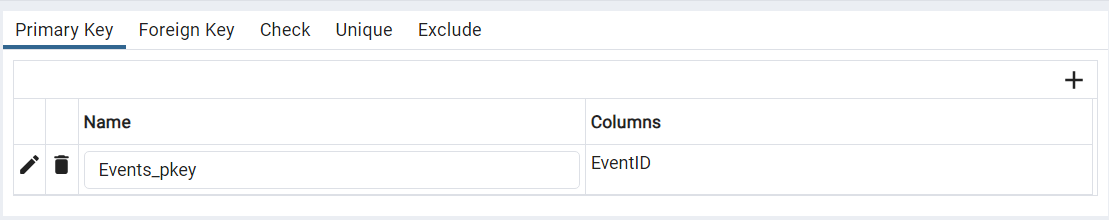 Primary Key Foreign Key Check Unique Exclude
Name Columns
Events_pkey EventID